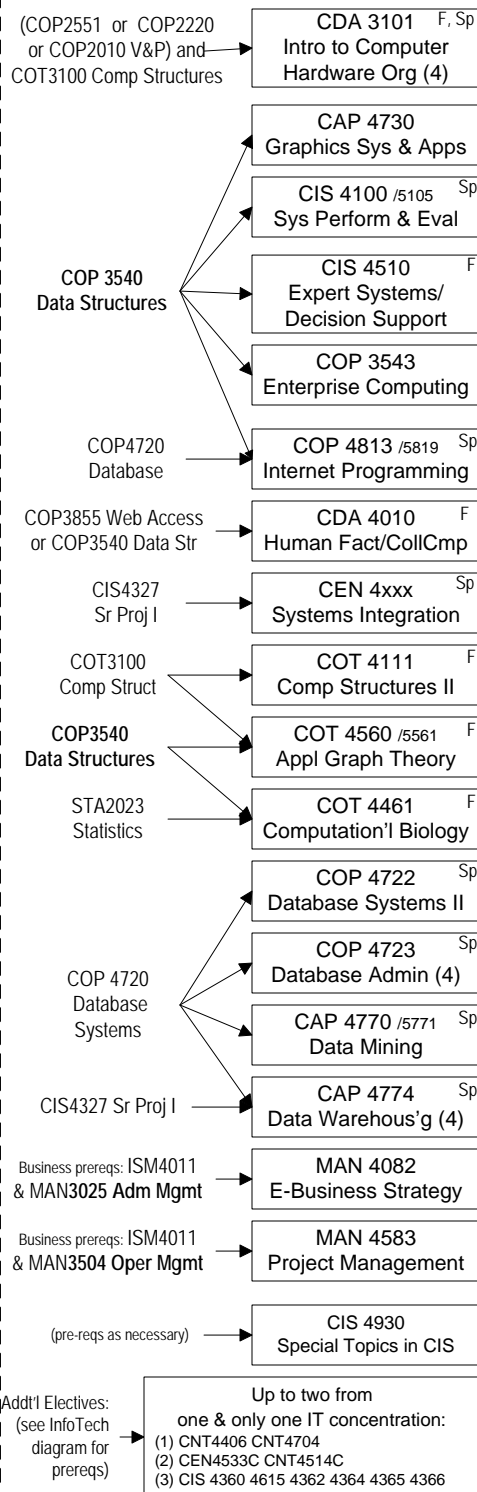 (COP2551 or COP2220
or COP2010 V&P) and
COT3100 Comp Structures
CDA 3101 F, Sp
Intro to Computer
Hardware Org (4)
COP 3540
Data Structures
CAP 4730
Graphics Sys & Apps
CIS 4100 /5105 Sp
Sys Perform & Eval
CIS 4510 F
Expert Systems/
Decision Support
COP 3543
Enterprise Computing
COP4720
Database
COP 4813 /5819 Sp
Internet Programming
COP3855 Web Access
or COP3540 Data Str
CDA 4010 F
Human Fact/CollCmp
CIS4327
Sr Proj I
CEN 4xxx Sp
Systems Integration
COT3100
Comp Struct
COT 4111 F
Comp Structures II
COP3540
Data Structures
COT 4560 /5561 F
Appl Graph Theory
STA2023
Statistics
COT 4461 F
Computation'l Biology
COP 4720
Database
Systems
COP 4722 Sp
Database Systems II
COP 4723 Sp
Database Admin (4)
CAP 4770 /5771 Sp
Data Mining
CIS4327 Sr Proj I
CAP 4774 Sp
Data Warehous'g (4)
Business prereqs: ISM4011
& MAN3025 Adm Mgmt
MAN 4082
E-Business Strategy
Business prereqs: ISM4011
& MAN3504 Oper Mgmt
MAN 4583
Project Management
(pre-reqs as necessary)
CIS 4930
Special Topics in CIS
Addt'l Electives:
(see InfoTech
diagram for
prereqs)
Up to two from
one & only one IT concentration:
(1) CNT4406 CNT4704
(2) CEN4533C CNT4514C
(3) CIS 4360 4615 4362 4364 4365 4366